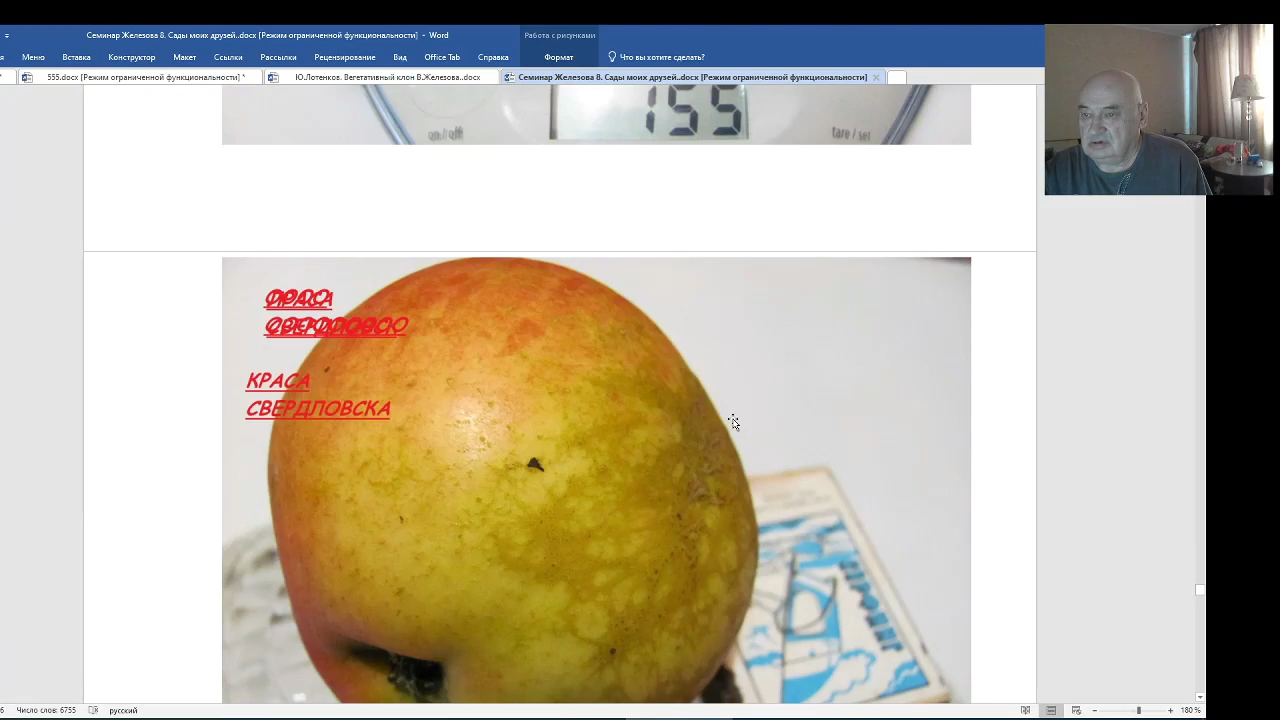 Семинар Железова 8. Сады моих друзей..docx [Режим ограниченной функциональности] - Word
Работа с рисунками
Меню Вставка Конструктор Макет Ссылки Рассылки Рецензирование Вид Office Tab Справка Формат Что вы хотите сделать?
555.docx [Режим ограниченной функциональности] * Ю.Лотенков. Вегетативный клон В.Железова..docx Семинар Железова 8. Сады моих друзей..docx [Режим ограниченной функциональности]
155
on/off tare/set
КРАСА
СВЕРДЛОВСКА
Число слов: 6755 русский 180 %